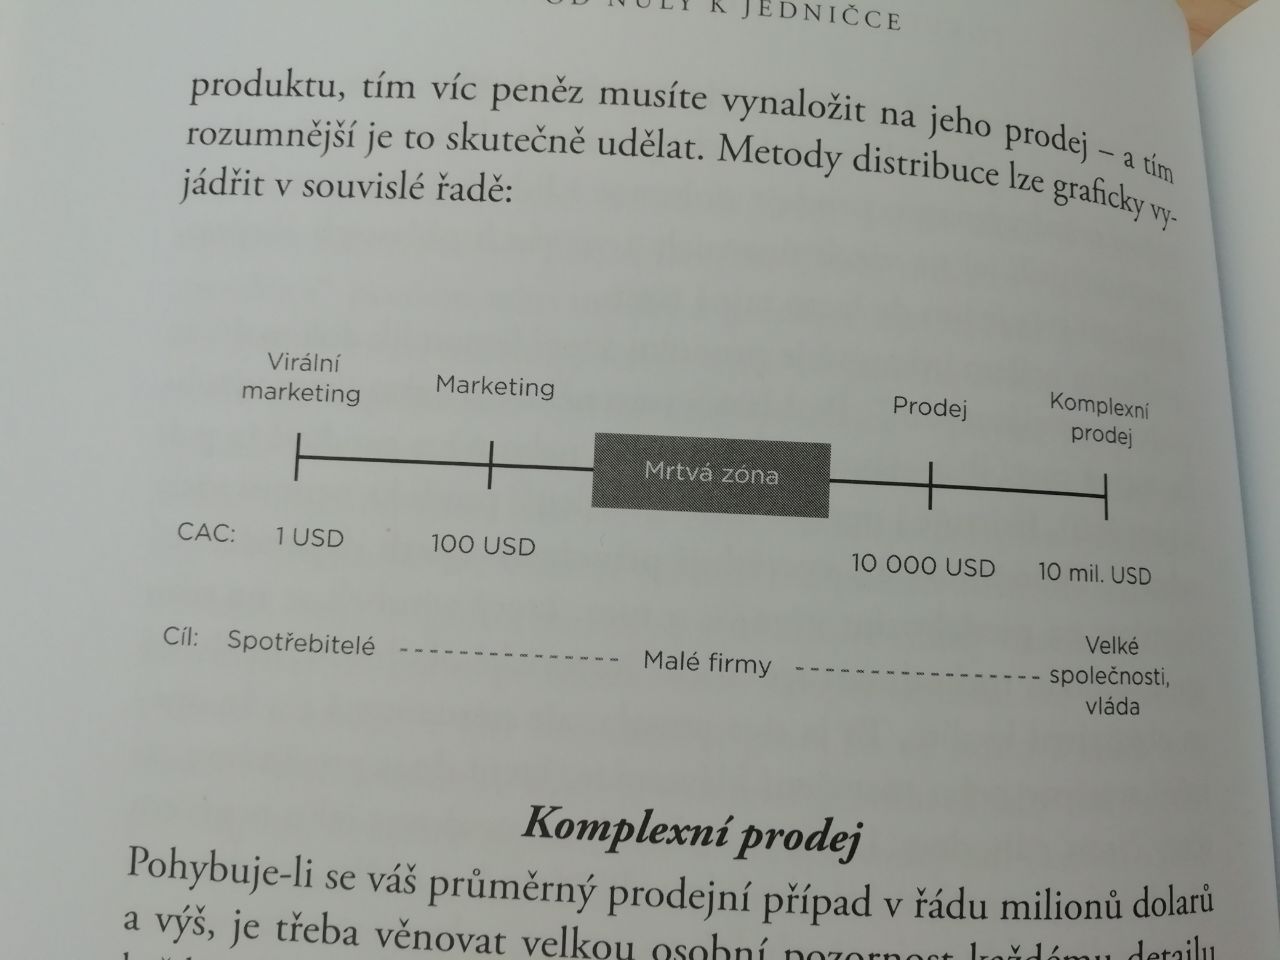 OD NULY K JEDNIČCE
produktu, tím víc peněz musíte vynaložit na jeho prodej – a tím
rozumnější je to skutečně udělat. Metody distribuce lze graficky vy-
jádřit v souvislé řadě:
Virální
marketing
Marketing
Mrtvá zóna
Prodej
Komplexní
prodej
CAC: 1 USD 100 USD 10 000 USD 10 mil. USD
Cíl: Spotřebitelé Malé firmy Velké
společnosti,
vláda
Komplexní prodej
Pohybuje-li se váš průměrný prodejní případ v řádu milionů dolarů
a výš, je třeba věnovat velkou osobní pozornost každému detailu